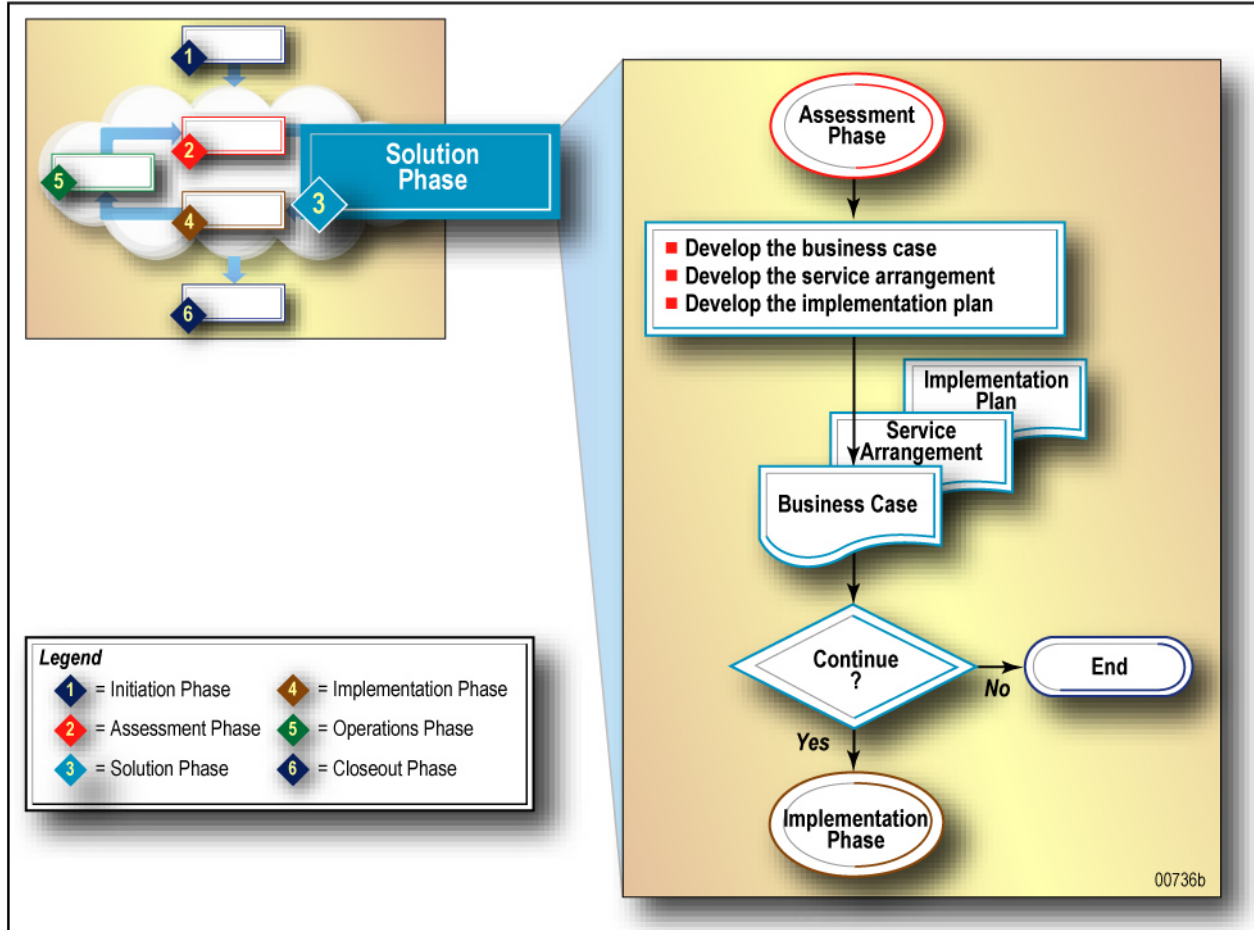 1
2
3
4
5
6
Solution
Phase
Assessment
Phase
Develop the business case
Develop the service arrangement
Develop the implementation plan
Implementation
Plan
Service
Arrangement
Business Case
Continue
?
No
End
Yes
Implementation
Phase
00736b
Legend
1 = Initiation Phase
2 = Assessment Phase
3 = Solution Phase
4 = Implementation Phase
5 = Operations Phase
6 = Closeout Phase